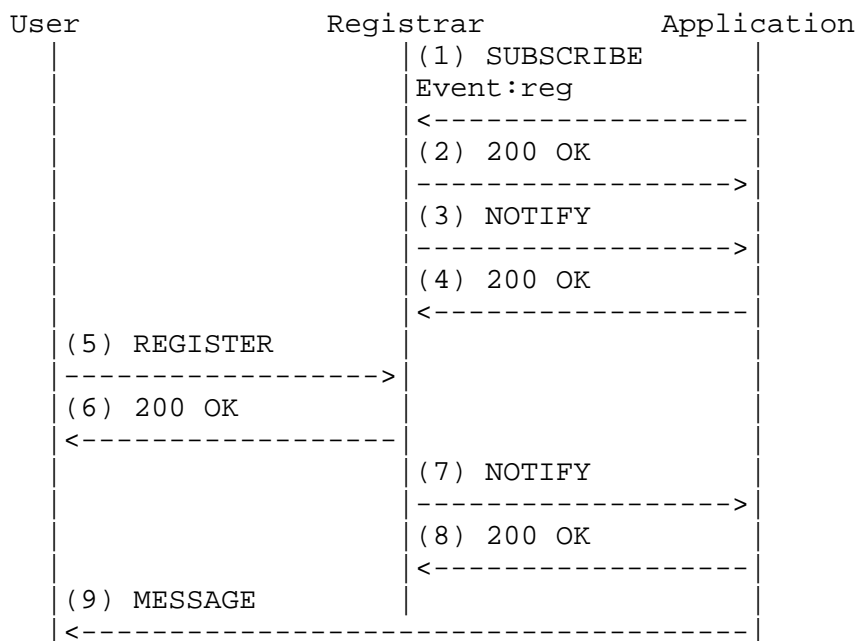 User Registrar Application
(1) SUBSCRIBE
Event:reg
(2) 200 OK
(3) NOTIFY
(4) 200 OK
(5) REGISTER
(6) 200 OK
(7) NOTIFY
(8) 200 OK
(9) MESSAGE